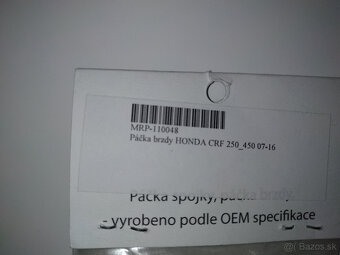 MRP-110048
Páčka brzdy HONDA CRF 250_450 07-16
Páčka spojky, páčka brzdy
- vyrobeno podle OEM specifikace
Bazos.sk